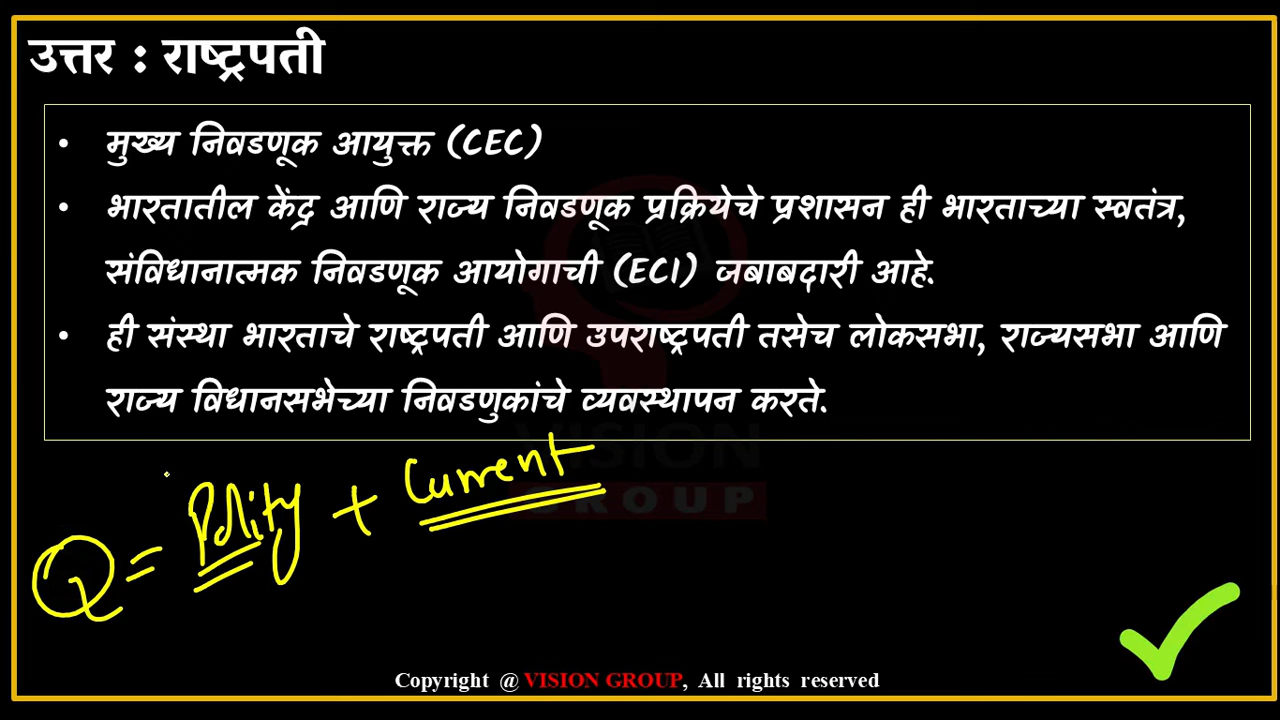 उत्तर : राष्ट्रपती
• मुख्य निवडणूक आयुक्त (CEC)
• भारतातील केंद्र आणि राज्य निवडणूक प्रक्रियेचे प्रशासन ही भारताच्या स्वतंत्र,
संविधानात्मक निवडणूक आयोगाची (ECI) जबाबदारी आहे.
• ही संस्था भारताचे राष्ट्रपती आणि उपराष्ट्रपती तसेच लोकसभा, राज्यसभा आणि
राज्य विधानसभेच्या निवडणुकांचे व्यवस्थापन करते.
VISION
GROUP
Q = Polity + Current
Copyright @ VISION GROUP, All rights reserved